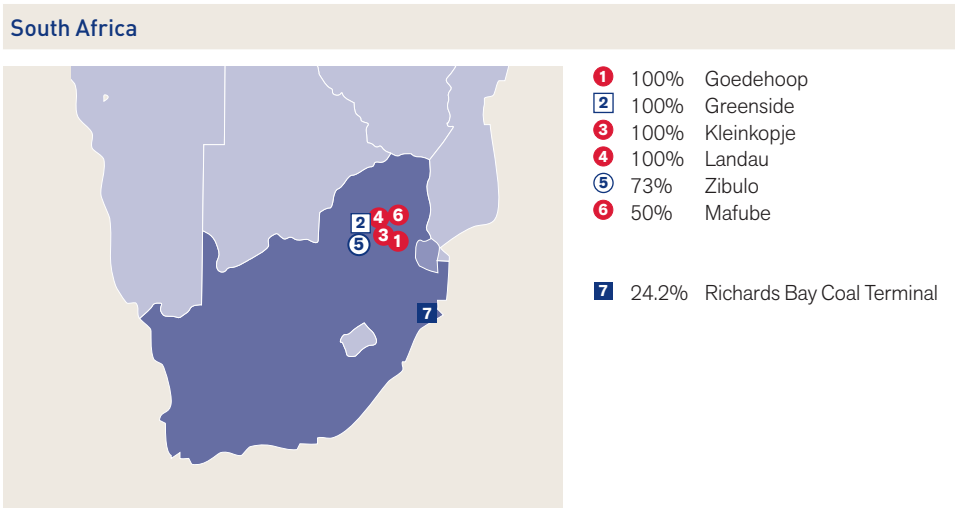 South Africa
1 100% Goedehoop
2 100% Greenside
3 100% Kleinkopje
4 100% Landau
5 73% Zibulo
6 50% Mafube
7 24.2% Richards Bay Coal Terminal
2 4 6
5 3 1
7